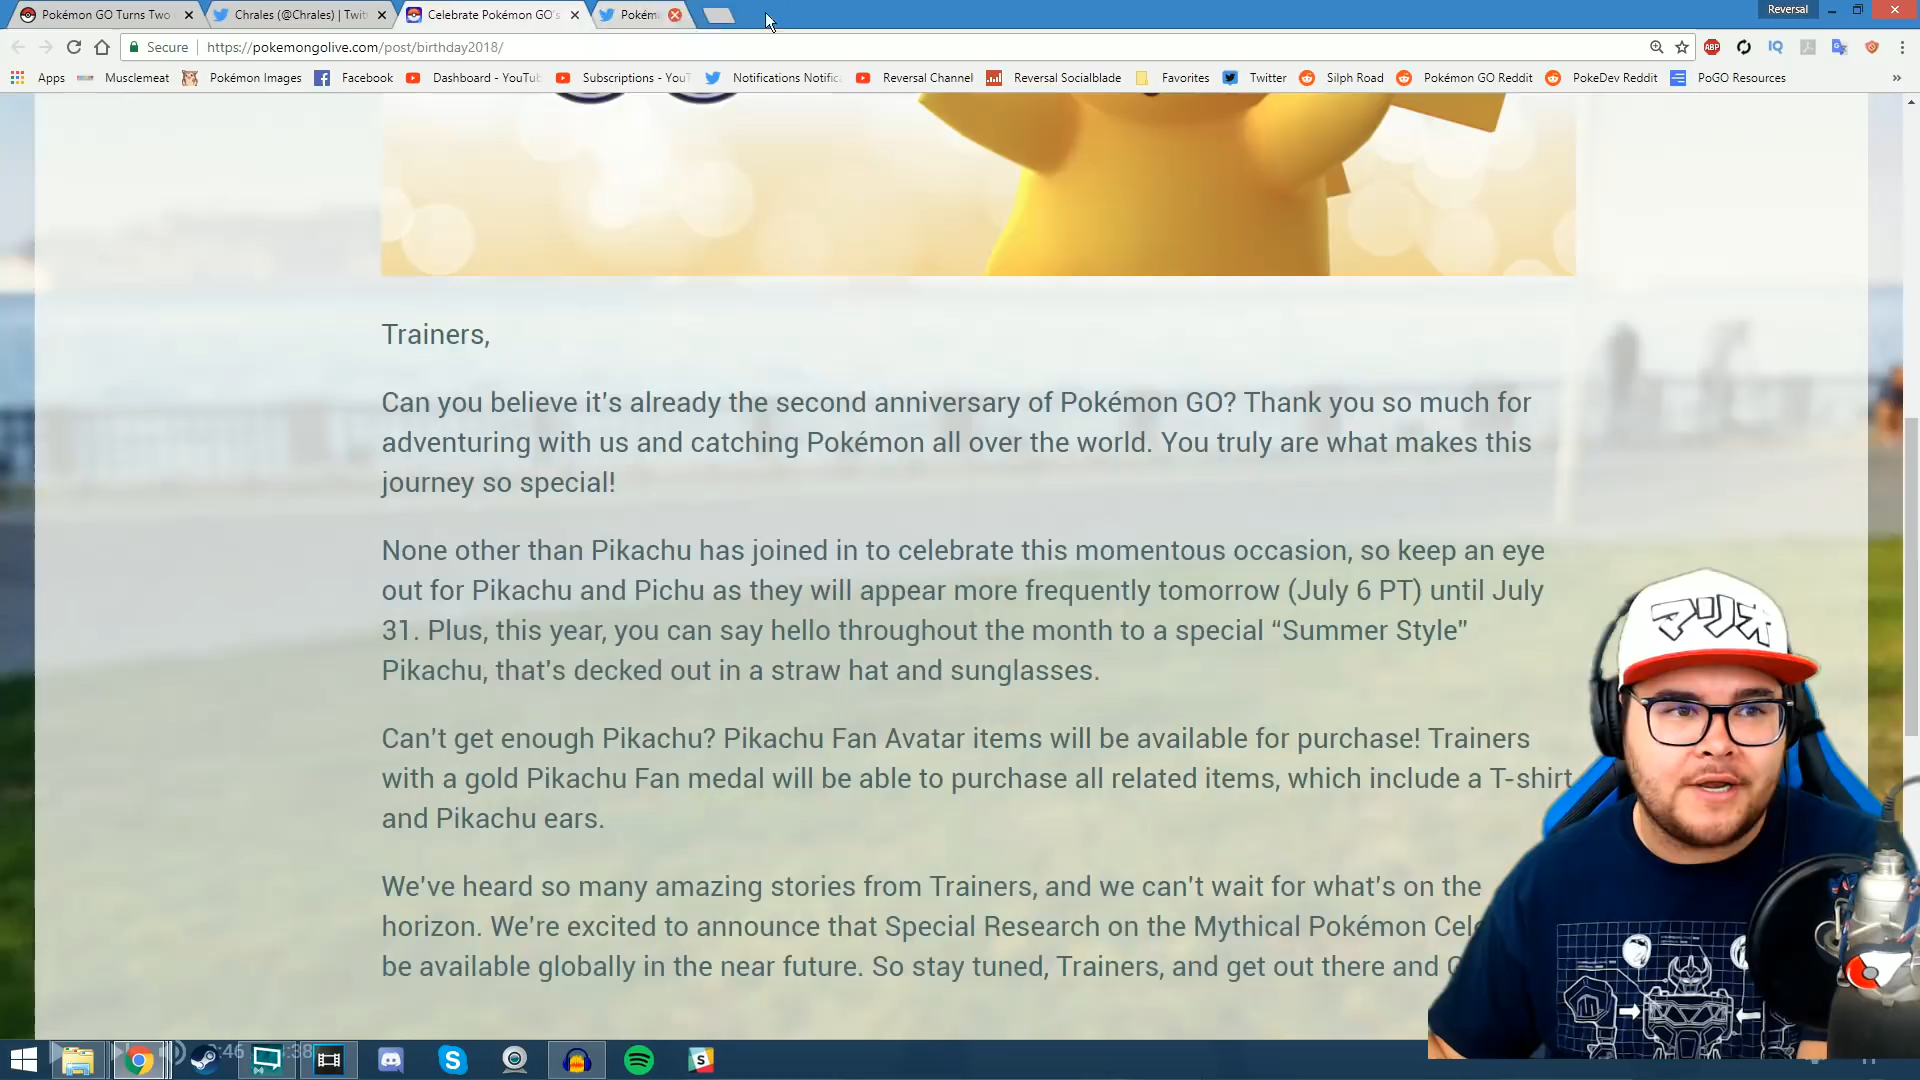 Reversal
Pokémon GO Turns Two
Chrales (@Chrales) | Twit
Celebrate Pokémon GO's
Pokém
Secure
https://pokemongolive.com/post/birthday2018/
ABP
IQ
Apps
Musclemeat
Pokémon Images
Facebook
Dashboard - YouTub
Subscriptions - YouT
Notifications Notific
Reversal Channel
Reversal Socialblade
Favorites
Twitter
Silph Road
Pokémon GO Reddit
PokeDev Reddit
PoGO Resources
»
Trainers,
Can you believe it's already the second anniversary of Pokémon GO? Thank you so much for
adventuring with us and catching Pokémon all over the world. You truly are what makes this
journey so special!
None other than Pikachu has joined in to celebrate this momentous occasion, so keep an eye
out for Pikachu and Pichu as they will appear more frequently tomorrow (July 6 PT) until July
31. Plus, this year, you can say hello throughout the month to a special “Summer Style"
Pikachu, that's decked out in a straw hat and sunglasses.
Can't get enough Pikachu? Pikachu Fan Avatar items will be available for purchase! Trainers
with a gold Pikachu Fan medal will be able to purchase all related items, which include a T-shirt
and Pikachu ears.
We've heard so many amazing stories from Trainers, and we can't wait for what's on the
horizon. We're excited to announce that Special Research on the Mythical Pokémon Cele
be available globally in the near future. So stay tuned, Trainers, and get out there and G
マリオ